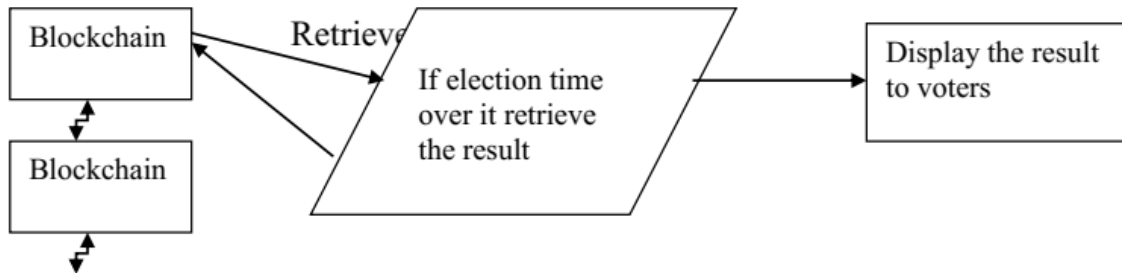 Blockchain
Retrieve
If election time
over it retrieve
the result
Display the result
to voters
Blockchain